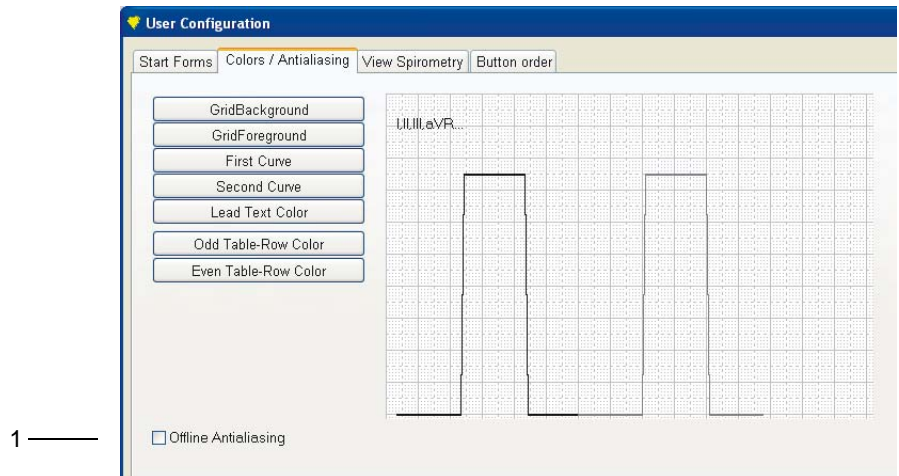 User Configuration
Start Forms Colors / Antialiasing View Spirometry Button order
GridBackground
GridForeground
First Curve
Second Curve
Lead Text Color
Odd Table-Row Color
Even Table-Row Color
I,II,III,aVR...
1
Offline Antialiasing